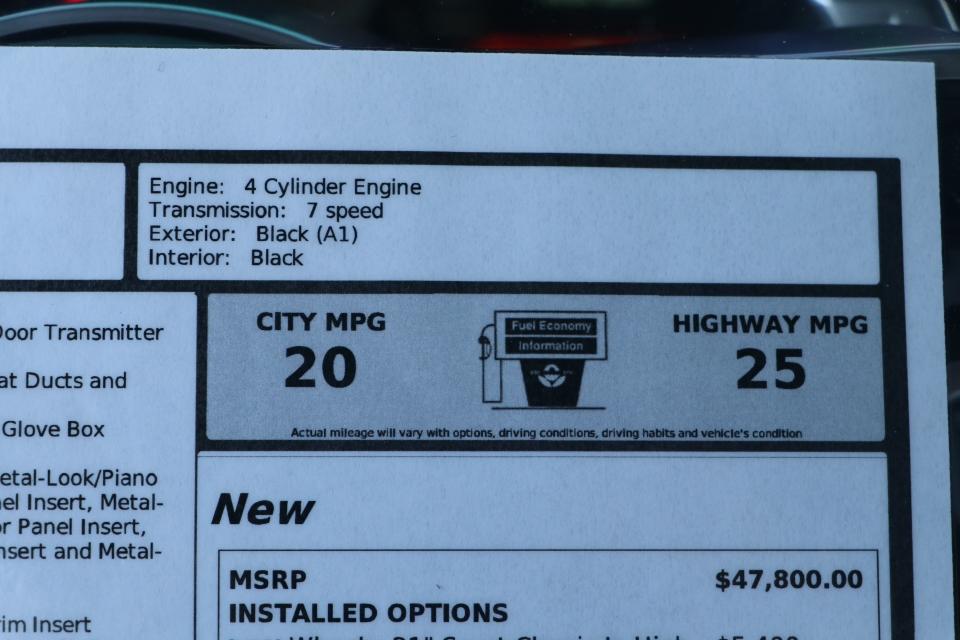 Engine: 4 Cylinder Engine
Transmission: 7 speed
Exterior: Black (A1)
Interior: Black
Door Transmitter
at Ducts and
Glove Box
etal-Look/Piano
el Insert, Metal-
or Panel Insert,
nsert and Metal-
rim Insert
CITY MPG
20
Fuel Economy
Information
HIGHWAY MPG
25
Actual mileage will vary with options, driving conditions, driving habits and vehicle's condition
New
MSRP $47,800.00
INSTALLED OPTIONS